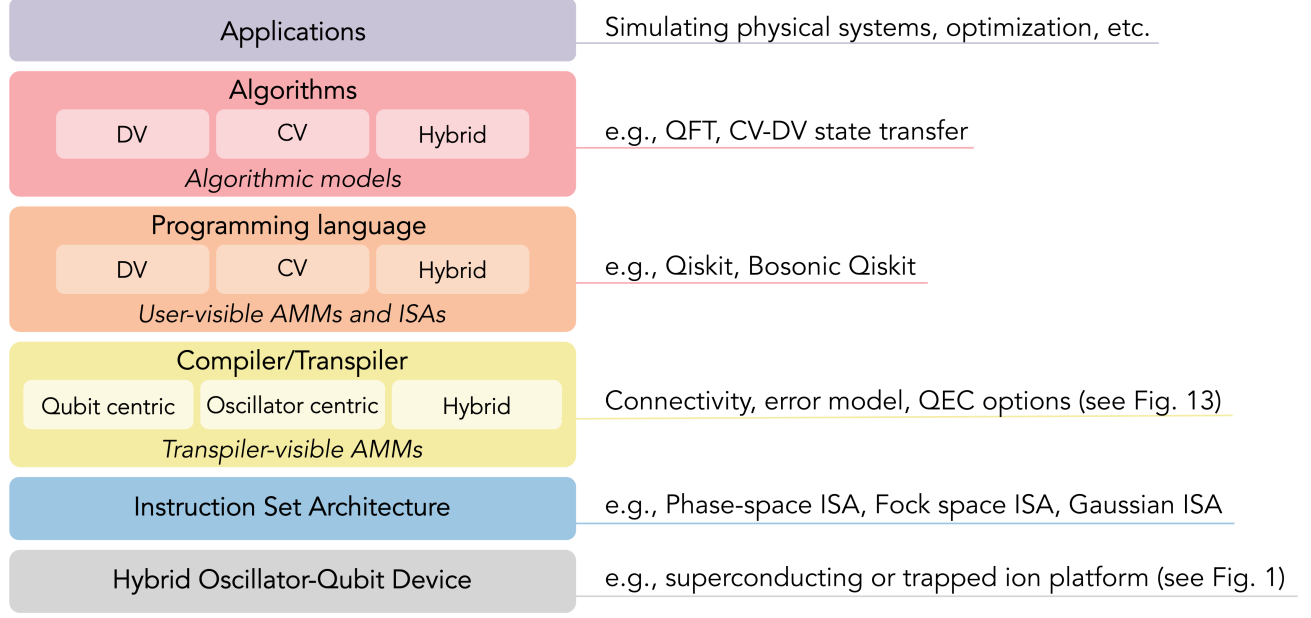 Applications
Simulating physical systems, optimization, etc.
Algorithms
DV
CV
Hybrid
Algorithmic models
e.g., QFT, CV-DV state transfer
Programming language
DV
CV
Hybrid
User-visible AMMs and ISAs
e.g., Qiskit, Bosonic Qiskit
Compiler/Transpiler
Qubit centric
Oscillator centric
Hybrid
Transpiler-visible AMMs
Connectivity, error model, QEC options (see Fig. 13)
Instruction Set Architecture
e.g., Phase-space ISA, Fock space ISA, Gaussian ISA
Hybrid Oscillator-Qubit Device
e.g., superconducting or trapped ion platform (see Fig. 1)